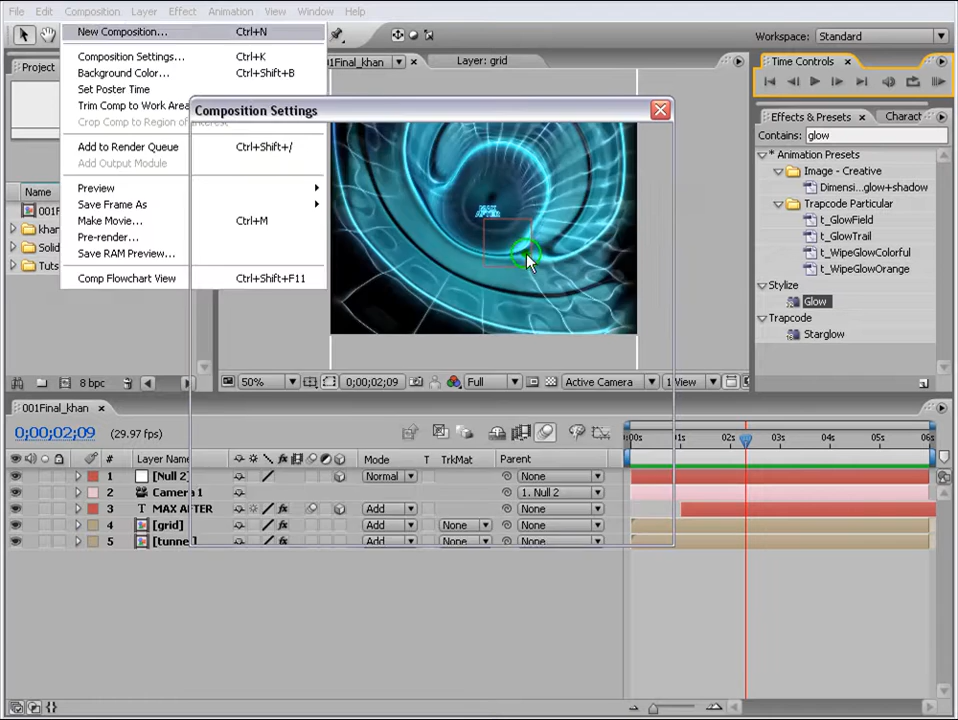 File Edit Composition Layer Effect Animation View Window Help
New Composition... Ctrl+N
Composition Settings... Ctrl+K
Background Color... Ctrl+Shift+B
Set Poster Time
Trim Comp to Work Area
Crop Comp to Region of Interest
Add to Render Queue Ctrl+Shift+/
Add Output Module
Preview
Save Frame As
Make Movie... Ctrl+M
Pre-render...
Save RAM Preview...
Comp Flowchart View Ctrl+Shift+F11
Workspace: Standard
Project
Name
001F
khan
Solid
Tuts
8 bpc
1Final_khan
Layer: grid
Composition Settings
MAX
AFTER
50% 0;00;02;09 Full Active Camera 1 View
Time Controls
Effects & Presets Charact
Contains: glow
* Animation Presets
Image - Creative
Dimensi...glow+shadow
Trapcode Particular
t_GlowField
t_GlowTrail
t_WipeGlowColorful
t_WipeGlowOrange
Stylize
Glow
Trapcode
Starglow
001Final_khan
0;00;02;09 (29.97 fps)
:00s 01s 02s 03s 04s 05s 06s
# Layer Name Mode T TrkMat Parent
1 [Null 2] Normal None
2 Camera 1 1. Null 2
3 MAX AFTER Add None
4 [grid] Add None None
5 [tunnel Add None None